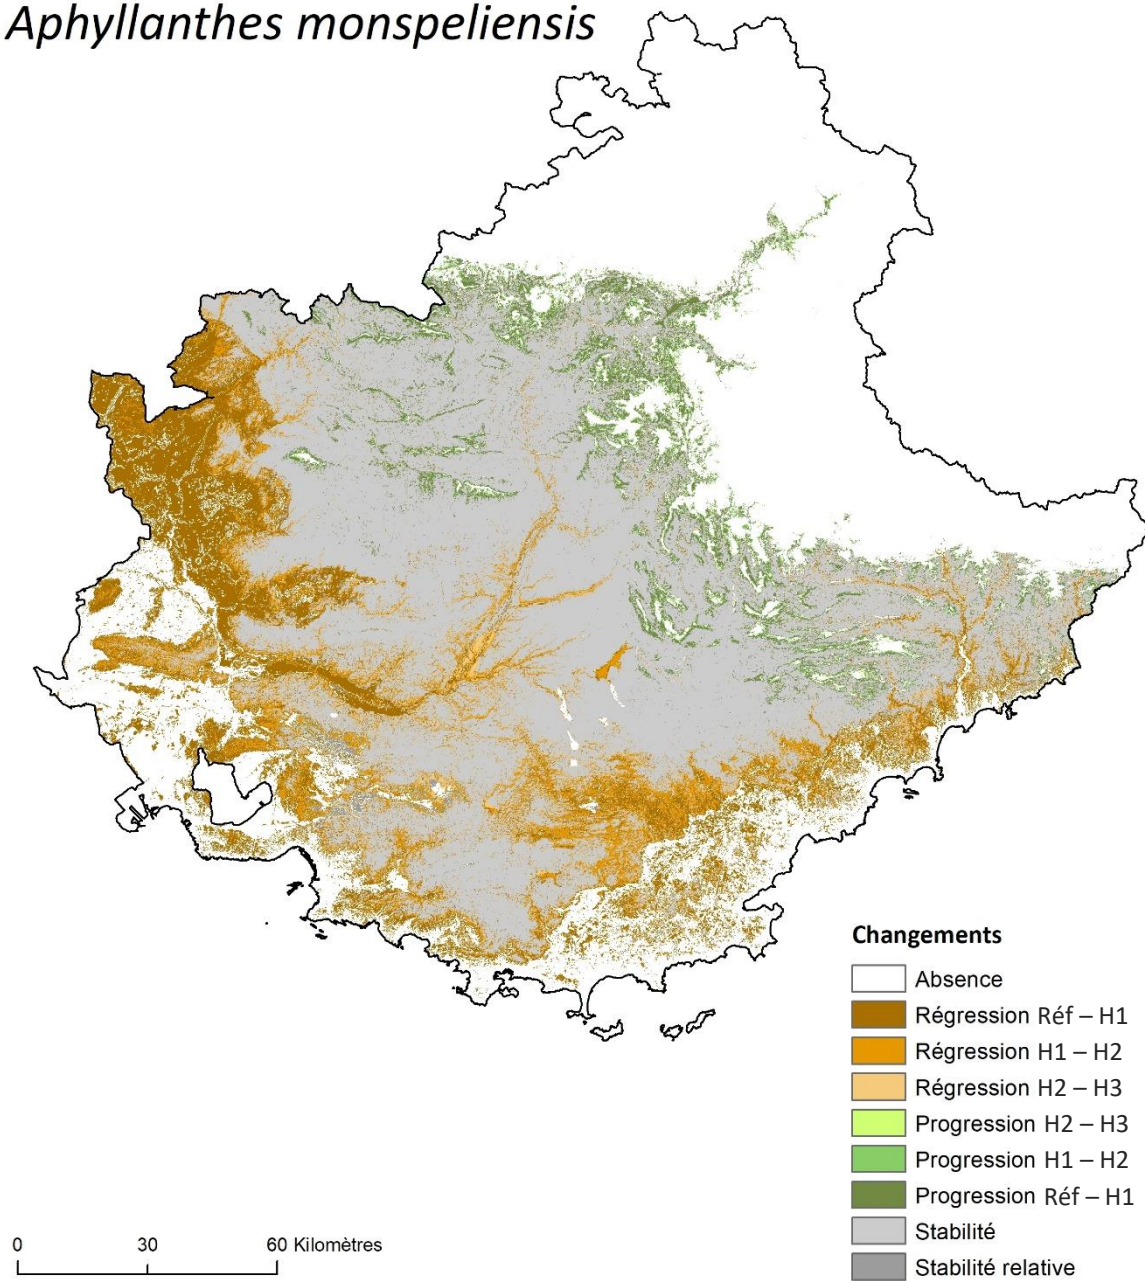 Aphyllanthes monspeliensis
Changements
Absence
Régression Réf – H1
Régression H1 – H2
Régression H2 – H3
Progression H2 – H3
Progression H1 – H2
Progression Réf – H1
Stabilité
Stabilité relative
0 30 60 Kilomètres